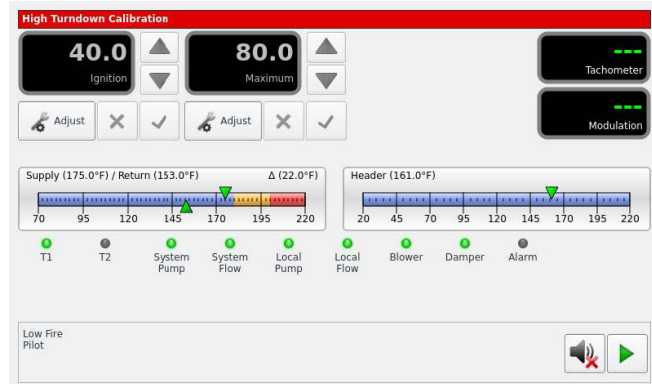 High Turndown Calibration
40.0
Ignition
80.0
Maximum
---
Tachometer
Adjust
Adjust
---
Modulation
Supply (175.0°F) / Return (153.0°F) Δ (22.0°F)
70 95 120 145 170 195 220
Header (161.0°F)
20 45 70 95 120 145 170 195 220
T1
T2
System
Pump
System
Flow
Local
Pump
Local
Flow
Blower
Damper
Alarm
Low Fire
Pilot